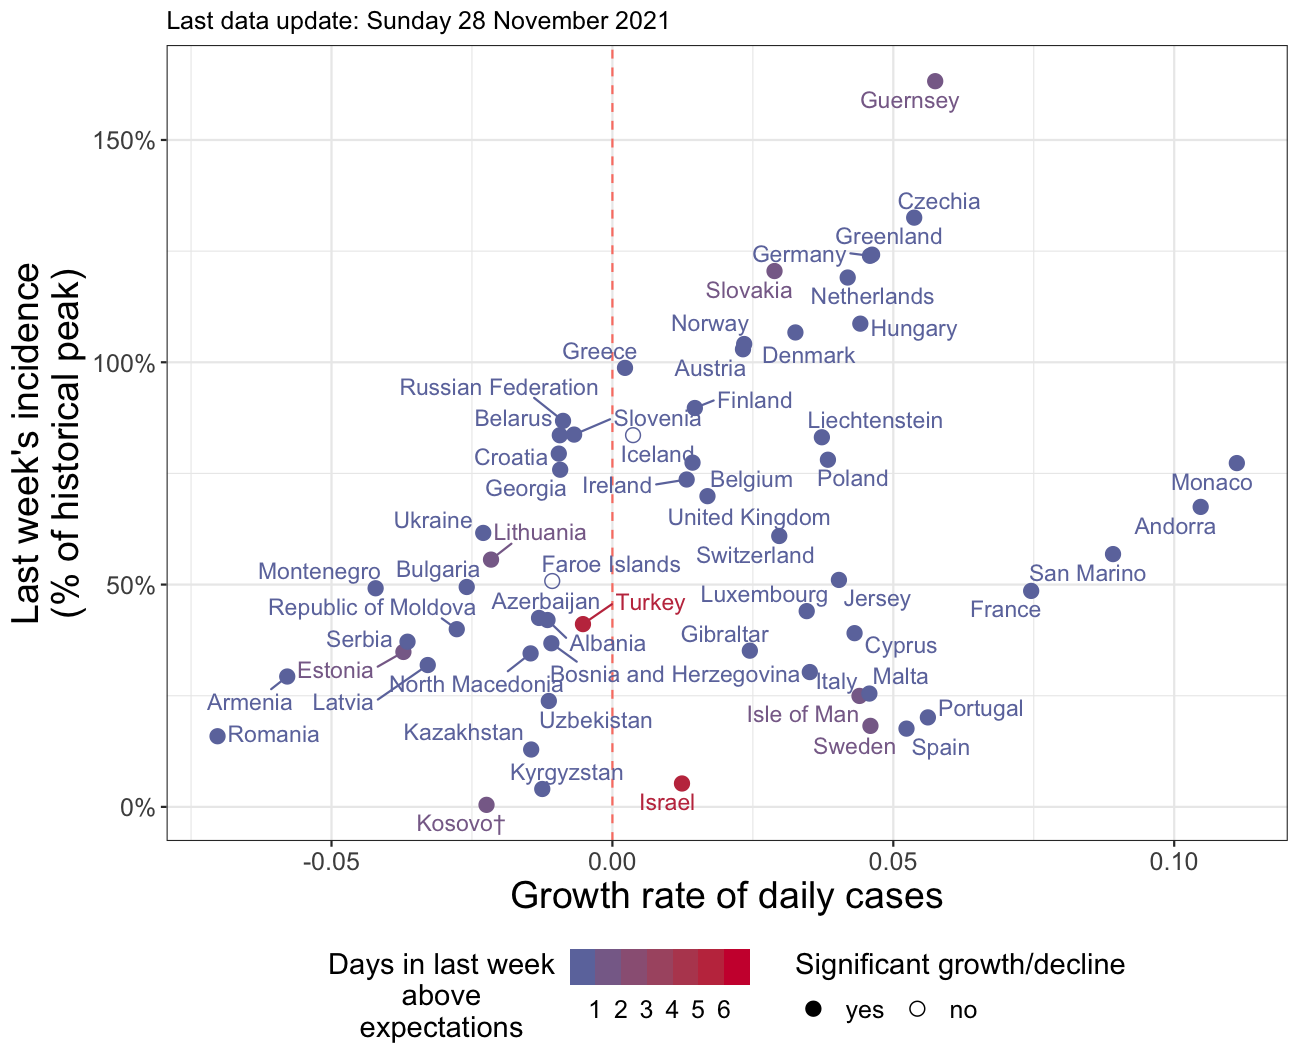 Last data update: Sunday 28 November 2021
Last week's incidence
(% of historical peak)
150%
100%
50%
0%
Guernsey
Czechia
Greenland
Germany
Slovakia
Netherlands
Norway
Hungary
Greece
Denmark
Austria
Russian Federation
Finland
Belarus
Slovenia
Liechtenstein
Croatia
Iceland
Georgia
Ireland
Belgium
Poland
Monaco
Ukraine
Lithuania
United Kingdom
Andorra
Switzerland
Faroe Islands
Montenegro
Bulgaria
San Marino
Republic of Moldova
Azerbaijan
Turkey
Luxembourg
Jersey
France
Serbia
Albania
Gibraltar
Cyprus
Estonia
Bosnia and Herzegovina
Italy
Malta
North Macedonia
Armenia
Latvia
Isle of Man
Portugal
Uzbekistan
Romania
Kazakhstan
Sweden
Spain
Kyrgyzstan
Israel
Kosovo†
-0.05
0.00
0.05
0.10
Growth rate of daily cases
Days in last week
above
expectations
1 2 3 4 5 6
Significant growth/decline
yes
no